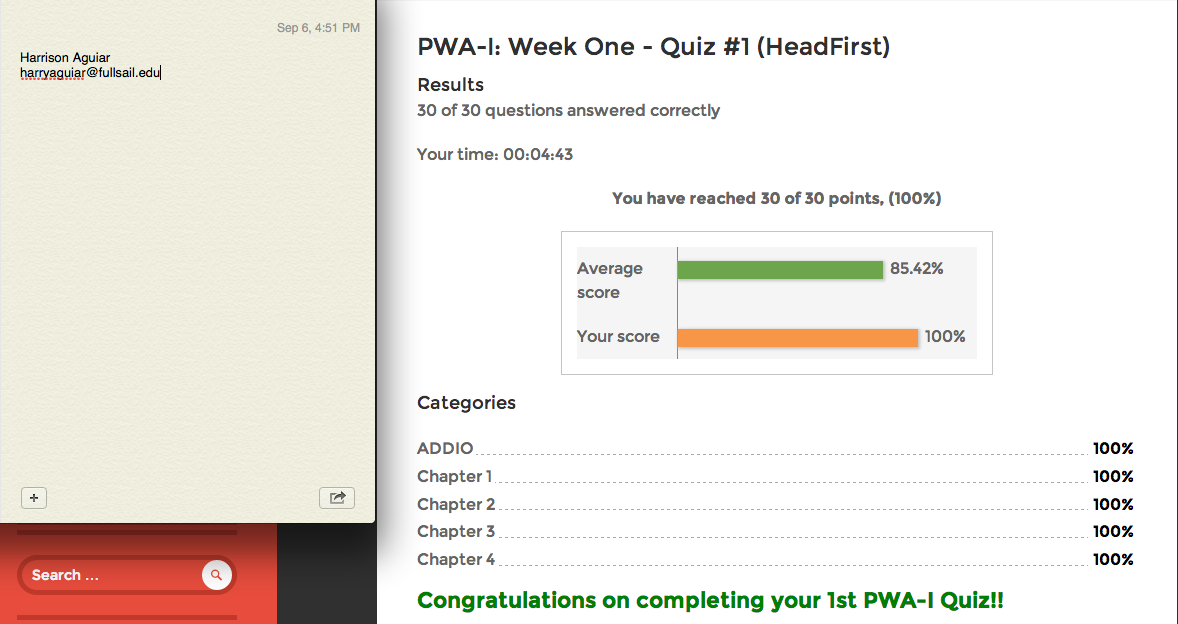 Sep 6, 4:51 PM
Harrison Aguiar
harryaguiar@fullsail.edu
Search ...
PWA-I: Week One - Quiz #1 (HeadFirst)
Results
30 of 30 questions answered correctly
Your time: 00:04:43
You have reached 30 of 30 points, (100%)
Average score 85.42%
Your score 100%
Categories
ADDIO 100%
Chapter 1 100%
Chapter 2 100%
Chapter 3 100%
Chapter 4 100%
Congratulations on completing your 1st PWA-I Quiz!!